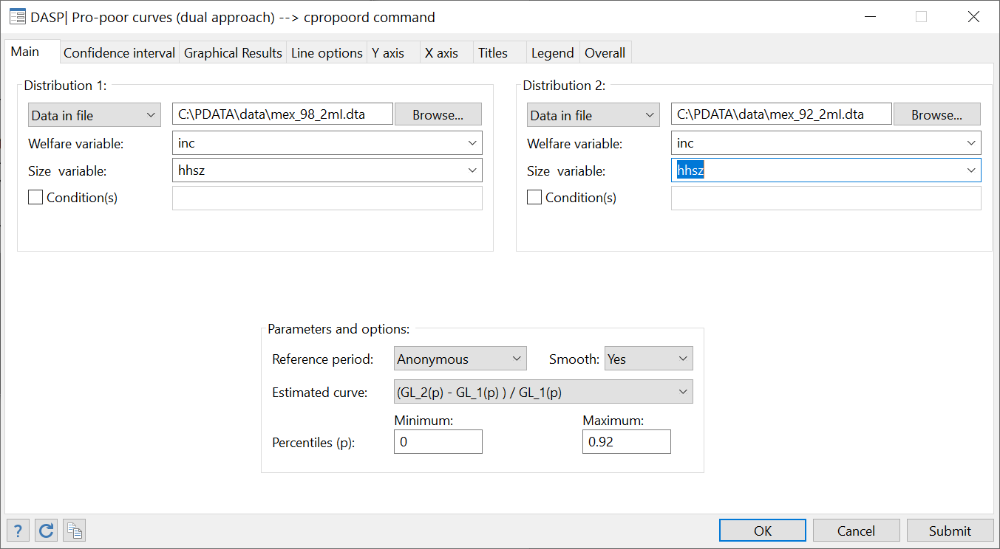 DASP| Pro-poor curves (dual approach) --> cpropoord command
Main Confidence interval Graphical Results Line options Y axis X axis Titles Legend Overall
Distribution 1:
Data in file C:\PDATA\data\mex_98_2mI.dta Browse...
Welfare variable: inc
Size variable: hhsz
Condition(s)
Distribution 2:
Data in file C:\PDATA\data\mex_92_2mI.dta Browse...
Welfare variable: inc
Size variable: hhsz
Condition(s)
Parameters and options:
Reference period: Anonymous Smooth: Yes
Estimated curve: (GL_2(p) - GL_1(p) ) / GL_1(p)
Minimum: Maximum:
Percentiles (p): 0 0.92
? OK Cancel Submit